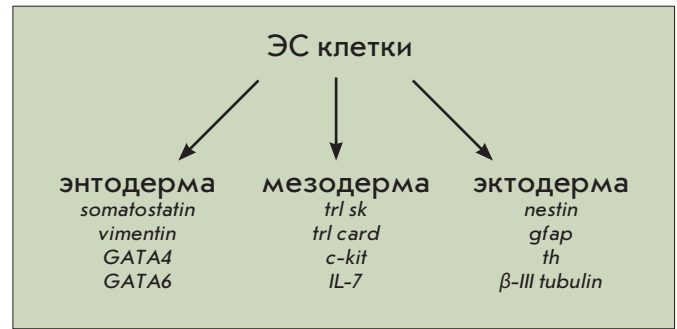 ЭС клетки
энтодерма мезодерма эктодерма
somatostatin trl sk nestin
vimentin trl card gfap
GATA4 c-kit th
GATA6 IL-7 β-III tubulin